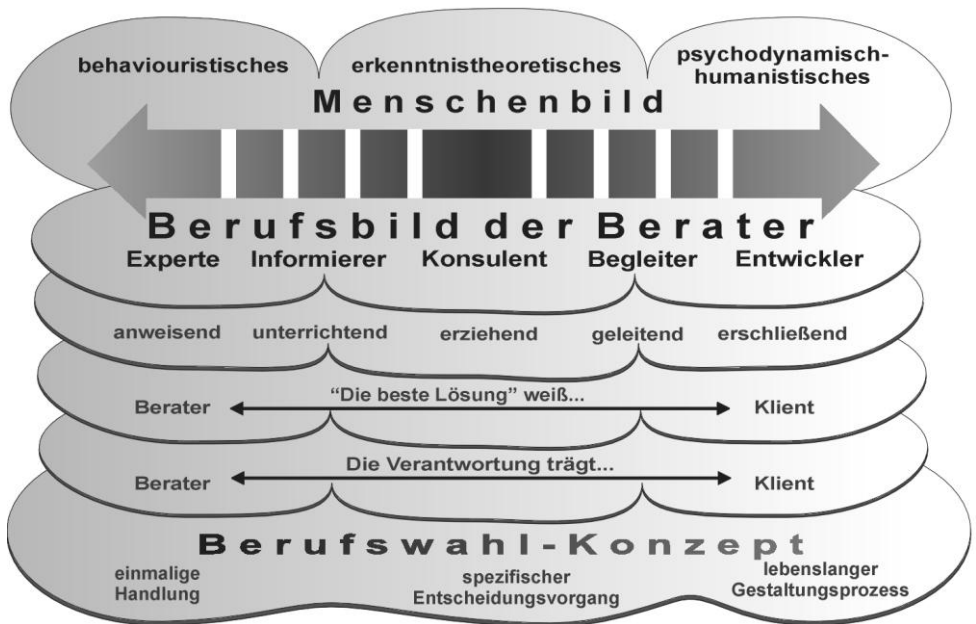 behaviouristisches erkenntnistheoretisches psychodynamisch-
humanistisches
Menschenbild
Berufsbild der Berater
Experte Informierer Konsulent Begleiter Entwickler
anweisend unterrichtend erziehend geleitend erschließend
“Die beste Lösung” weiß...
Berater Klient
Die Verantwortung trägt...
Berater Klient
Berufswahl-Konzept
einmalige
Handlung
spezifischer
Entscheidungsvorgang
lebenslanger
Gestaltungsprozess